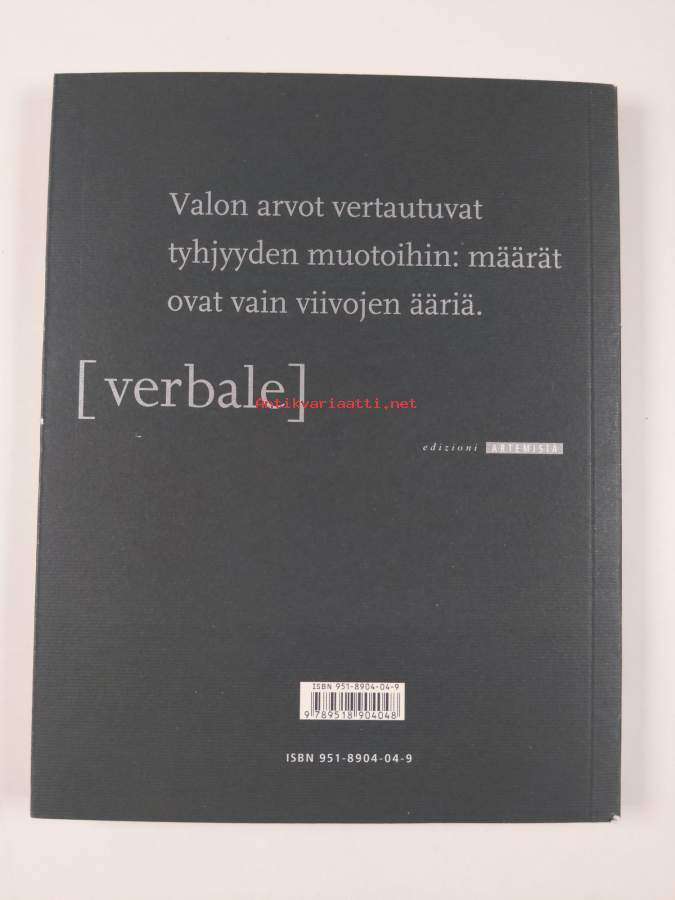 Valon arvot vertautuvat
tyhjyyden muotoihin: määrät
ovat vain viivojen ääriä.
[verbale]
Antikvariaatti.net
edizioni ARTEMISIA
ISBN 951-8904-04-9
9 789518 904048
ISBN 951-8904-04-9